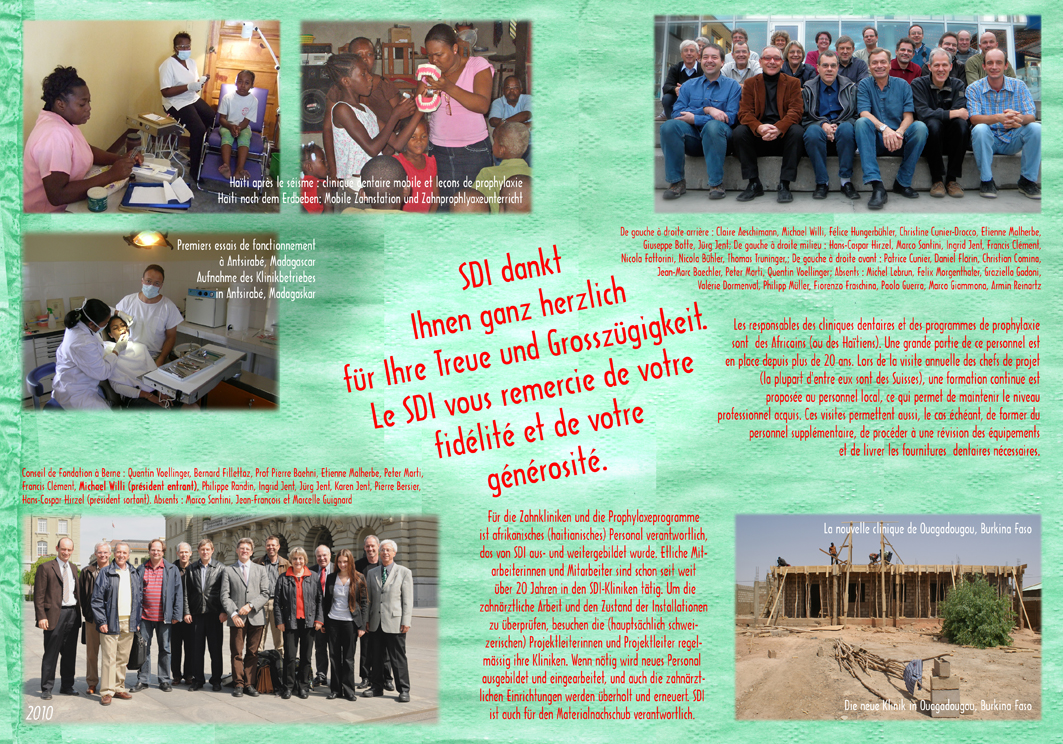 Haiti après le séisme : clinique dentaire mobile et lecons de prophylaxie
Haiti nach dem Erdbeben: Mobile Zahnstation und Zahnprophlyaxeunterricht
De gauche à droite arrière : Claire Aeschimann, Michael Willi, Félice Hungerbühler, Christine Cunier-Drocco, Etienne Malherbe,
Giuseppe Botte, Jürg Jent; De gauche à droite milieu : Hans-Caspar Hirzel, Marco Santini, Ingrid Jent, Francis Clément,
Nicola Fattorini, Nicola Bühler, Thomas Iruninger,; De gauche à droite avant : Patrice Cunier, Daniel Florin, Christian Comina,
Jean-Marc Baechler, Peter Marti, Quentin Voellinger; Absents : Michel Lebrun, Felix Morgenthaler, Graziella Gadoni,
Valérie Dormenval, Philipp Müller, Fiorenzo Fraschina, Paolo Guerra, Marco Giammona, Armin Reinartz
Premiers essais de fonctionnement
à Antsirabé, Madagascar
Aufnahme des Klinikbetriebes
in Antsirabé, Madagaskar
SDI dankt
Ihnen ganz herzlich
für Ihre Treue und Grosszügigkeit.
Le SDI vous remercie de votre
fidélité et de votre
générosité.
Les responsables des cliniques dentaires et des programmes de prophylaxie
sont des Africains (ou des Haïtiens). Une grande partie de ce personnel est
en place depuis plus de 20 ans. Lors de la visite annuelle des chefs de projet
(la plupart d'entre eux sont des Suisses), une formation continue est
proposée au personnel local, ce qui permet de maintenir le niveau
professionnel acquis. Ces visites permettent aussi, le cas échéant, de former du
personnel supplémentaire, de procéder à une révision des équipements
et de livrer les fournitures dentaires nécessaires.
Conseil de Fondation à Berne : Quentin Voellinger, Bernard Fillettaz, Prof Pierre Baehni, Etienne Malherbe, Peter Marti,
Francis Clément, Michael Willi (président entrant), Philippe Randin, Ingrid Jent, Jürg Jent, Karen Jent, Pierre Bersier,
Hans-Caspar Hirzel (président sortant). Absents : Marco Santini, Jean-Francois et Marcelle Guignard
Für die Zahnkliniken und die Prophylaxeprogramme
ist afrikanisches (haitianisches) Personal verantwortlich,
das von SDI aus- und weitergebildet wurde. Etliche Mit-
arbeiterinnen und Mitarbeiter sind schon seit weit
über 20 Jahren in den SDI-Kliniken tätig. Um die
zahnärztliche Arbeit und den Zustand der Installationen
zu überprüfen, besuchen die (hauptsächlich schwei-
zerischen) Projektleiterinnen und Projektleiter regel-
mässig ihre Kliniken. Wenn nötig wird neues Personal
ausgebildet und eingearbeitet, und auch die zahnärzt-
lichen Einrichtungen werden überholt und erneuert. SDI
ist auch für den Materialnachschub verantwortlich.
La nouvelle clinique de Ouagadougou, Burkina Faso
Die neue Klinik in Ouagadougou, Burkina Faso
2010